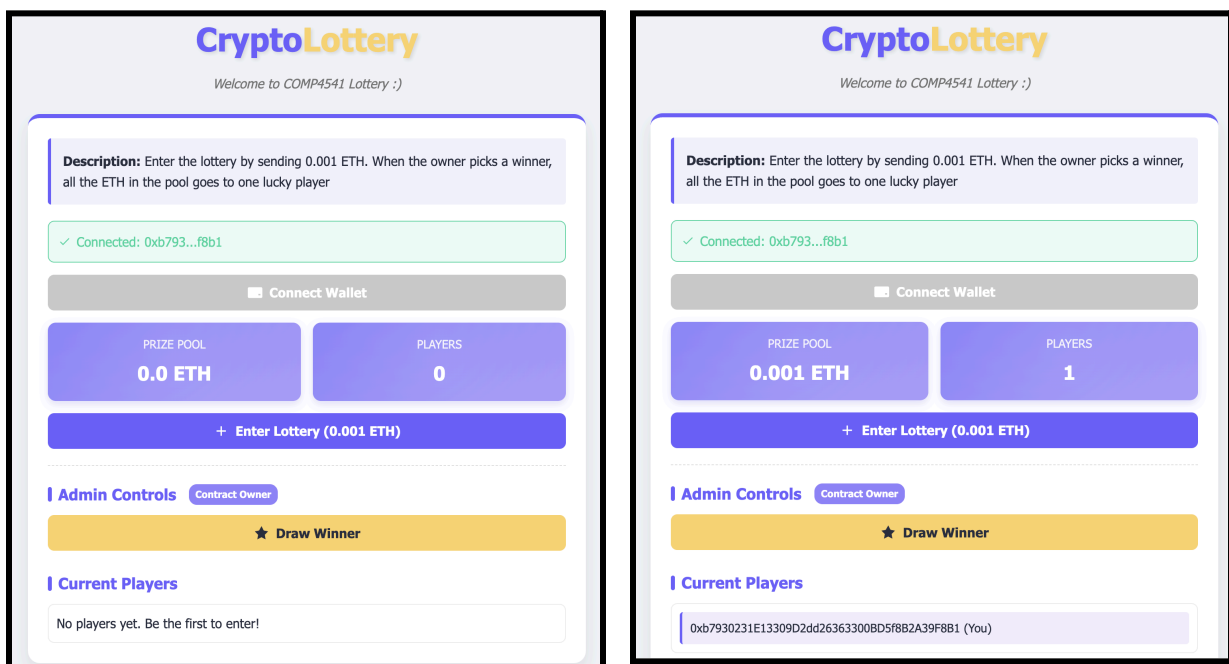 CryptoLottery
Welcome to COMP4541 Lottery :)
Description: Enter the lottery by sending 0.001 ETH. When the owner picks a winner,
all the ETH in the pool goes to one lucky player
Connected: 0xb793...f8b1
Connect Wallet
PRIZE POOL
0.0 ETH
PLAYERS
0
+ Enter Lottery (0.001 ETH)
Admin Controls Contract Owner
Draw Winner
Current Players
No players yet. Be the first to enter!
CryptoLottery
Welcome to COMP4541 Lottery :)
Description: Enter the lottery by sending 0.001 ETH. When the owner picks a winner,
all the ETH in the pool goes to one lucky player
Connected: 0xb793...f8b1
Connect Wallet
PRIZE POOL
0.001 ETH
PLAYERS
1
+ Enter Lottery (0.001 ETH)
Admin Controls Contract Owner
Draw Winner
Current Players
0xb7930231E13309D2dd26363300BD5f8B2A39F8B1 (You)